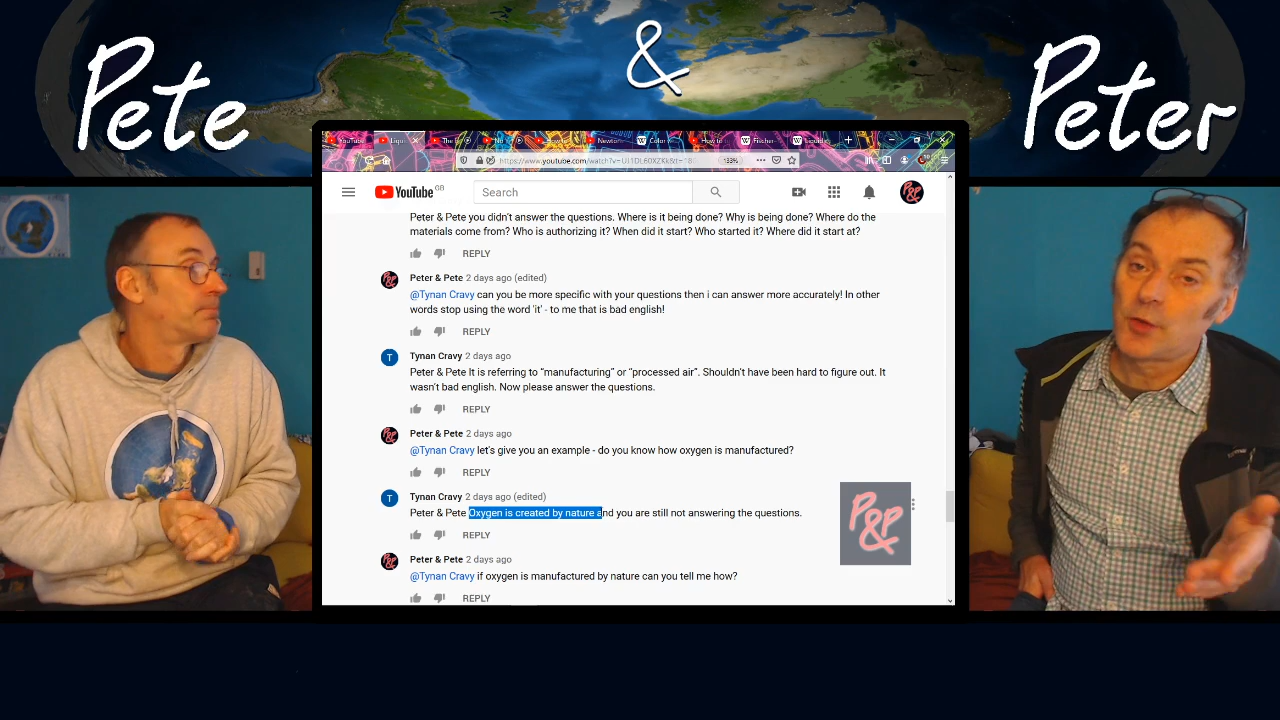 Pete & Peter
YouTube
https://www.youtube.com/watch?v=
133%
YouTube GB
Search
Peter & Pete you didn't answer the questions. Where is it being done? Why is being done? Where do the
materials come from? Who is authorizing it? When did it start? Who started it? Where did it start at?
REPLY
Peter & Pete 2 days ago (edited)
@Tynan Cravy can you be more specific with your questions then i can answer more accurately! In other
words stop using the word 'it' - to me that is bad english!
REPLY
T
Tynan Cravy 2 days ago
Peter & Pete It is referring to "manufacturing" or "processed air". Shouldn't have been hard to figure out. It
wasn't bad english. Now please answer the questions.
REPLY
Peter & Pete 2 days ago
@Tynan Cravy let's give you an example - do you know how oxygen is manufactured?
REPLY
T
Tynan Cravy 2 days ago (edited)
Peter & Pete Oxygen is created by nature and you are still not answering the questions.
REPLY
P&P
Peter & Pete 2 days ago
@Tynan Cravy if oxygen is manufactured by nature can you tell me how?
REPLY